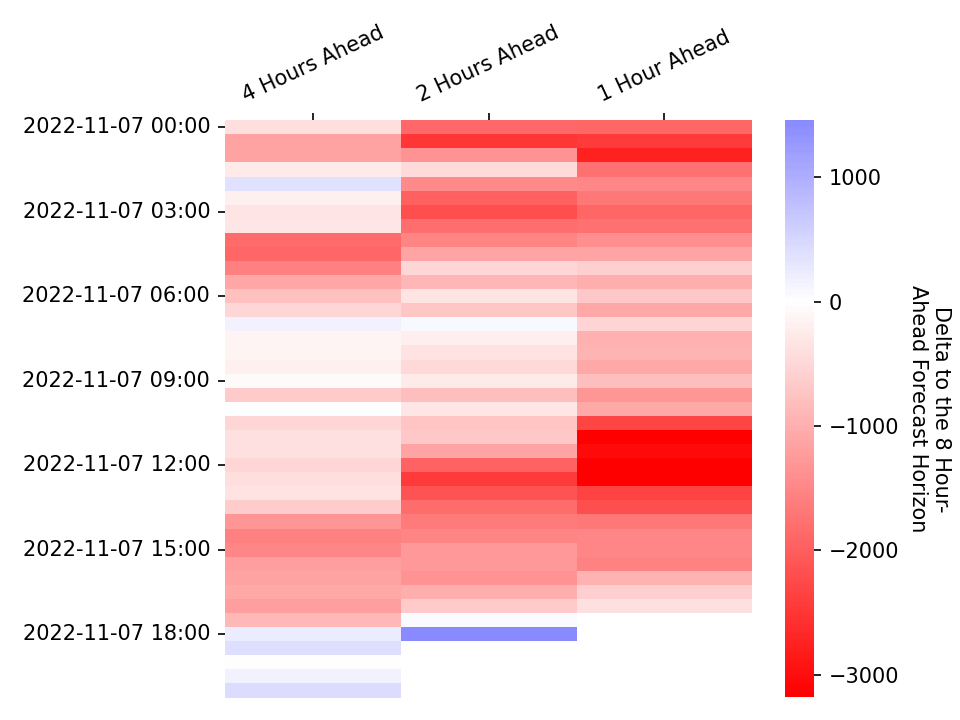 4 Hours Ahead
2 Hours Ahead
1 Hour Ahead
2022-11-07 00:00
2022-11-07 03:00
2022-11-07 06:00
2022-11-07 09:00
2022-11-07 12:00
2022-11-07 15:00
2022-11-07 18:00
1000
0
−1000
−2000
−3000
Delta to the 8 Hour-
Ahead Forecast Horizon